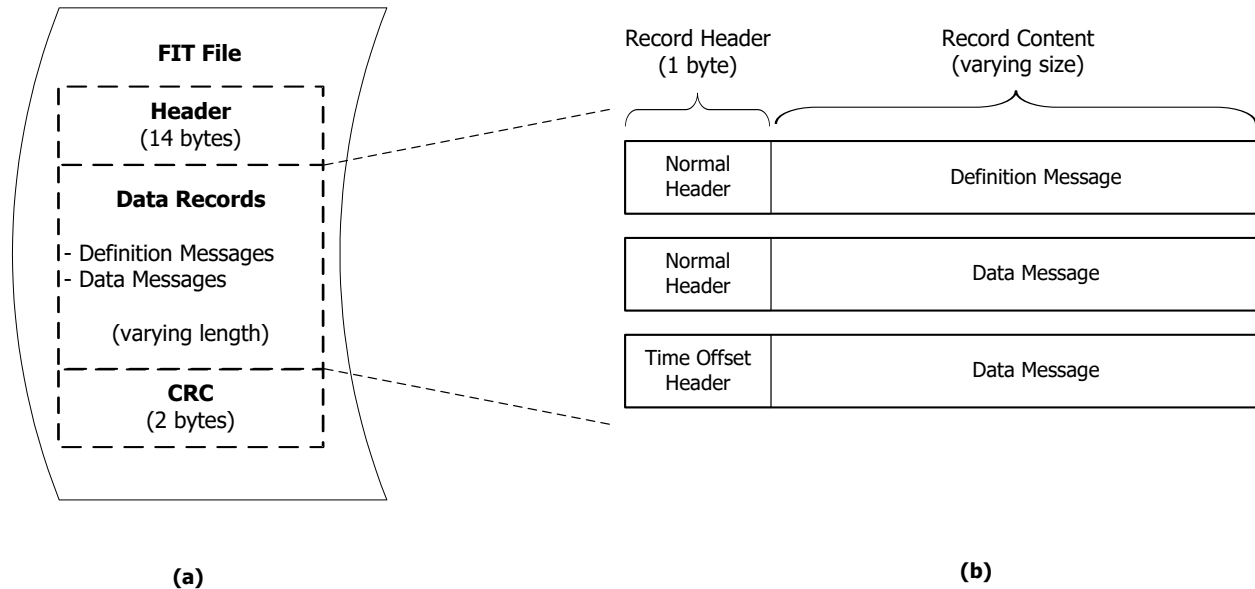 FIT File
Header
(14 bytes)
Data Records
- Definition Messages
- Data Messages
(varying length)
CRC
(2 bytes)
(a)
Record Header
(1 byte)
Record Content
(varying size)
Normal
Header
Definition Message
Normal
Header
Data Message
Time Offset
Header
Data Message
(b)